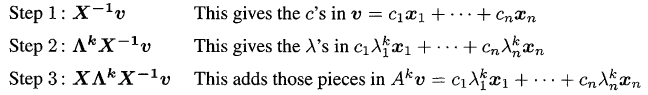 Step 1: X⁻¹v This gives the c's in v = c₁x₁ + ··· + cₙxₙ
Step 2: ΛᵏX⁻¹v This gives the λ's in c₁λ₁ᵏx₁ + ··· + cₙλₙᵏxₙ
Step 3: XΛᵏX⁻¹v This adds those pieces in Aᵏv = c₁λ₁ᵏx₁ + ··· + cₙλₙᵏxₙ